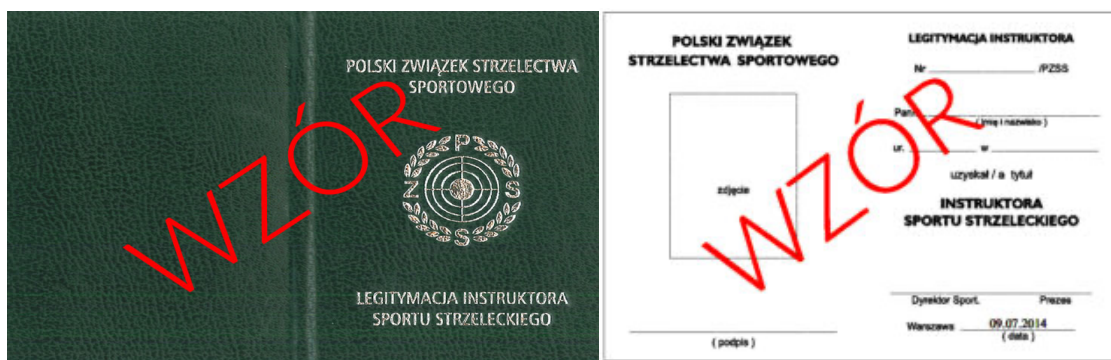 POLSKI ZWIĄZEK STRZELECTWA
SPORTOWEGO
P
Z S
S
LEGITYMACJA INSTRUKTORA
SPORTU STRZELECKIEGO
WZÓR
POLSKI ZWIĄZEK
STRZELECTWA SPORTOWEGO
zdjęcie
( podpis )
LEGITYMACJA INSTRUKTORA
Nr /PZSS
Pan
( imię i nazwisko )
ur. w
uzyskał / a tytuł
INSTRUKTORA
SPORTU STRZELECKIEGO
Dyrektor Sport. Prezes
Warszawa 09.07.2014
( data )
WZÓR